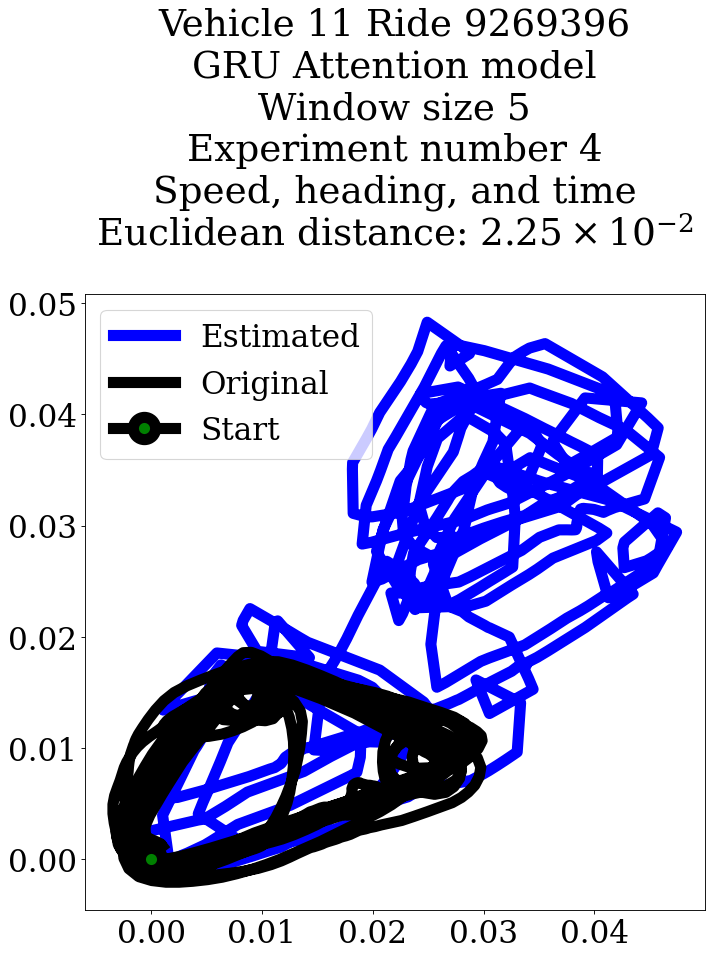 Vehicle 11 Ride 9269396
GRU Attention model
Window size 5
Experiment number 4
Speed, heading, and time
Euclidean distance: 2.25 × 10⁻²
0.05
Estimated
Original
Start
0.04
0.03
0.02
0.01
0.00
0.00 0.01 0.02 0.03 0.04